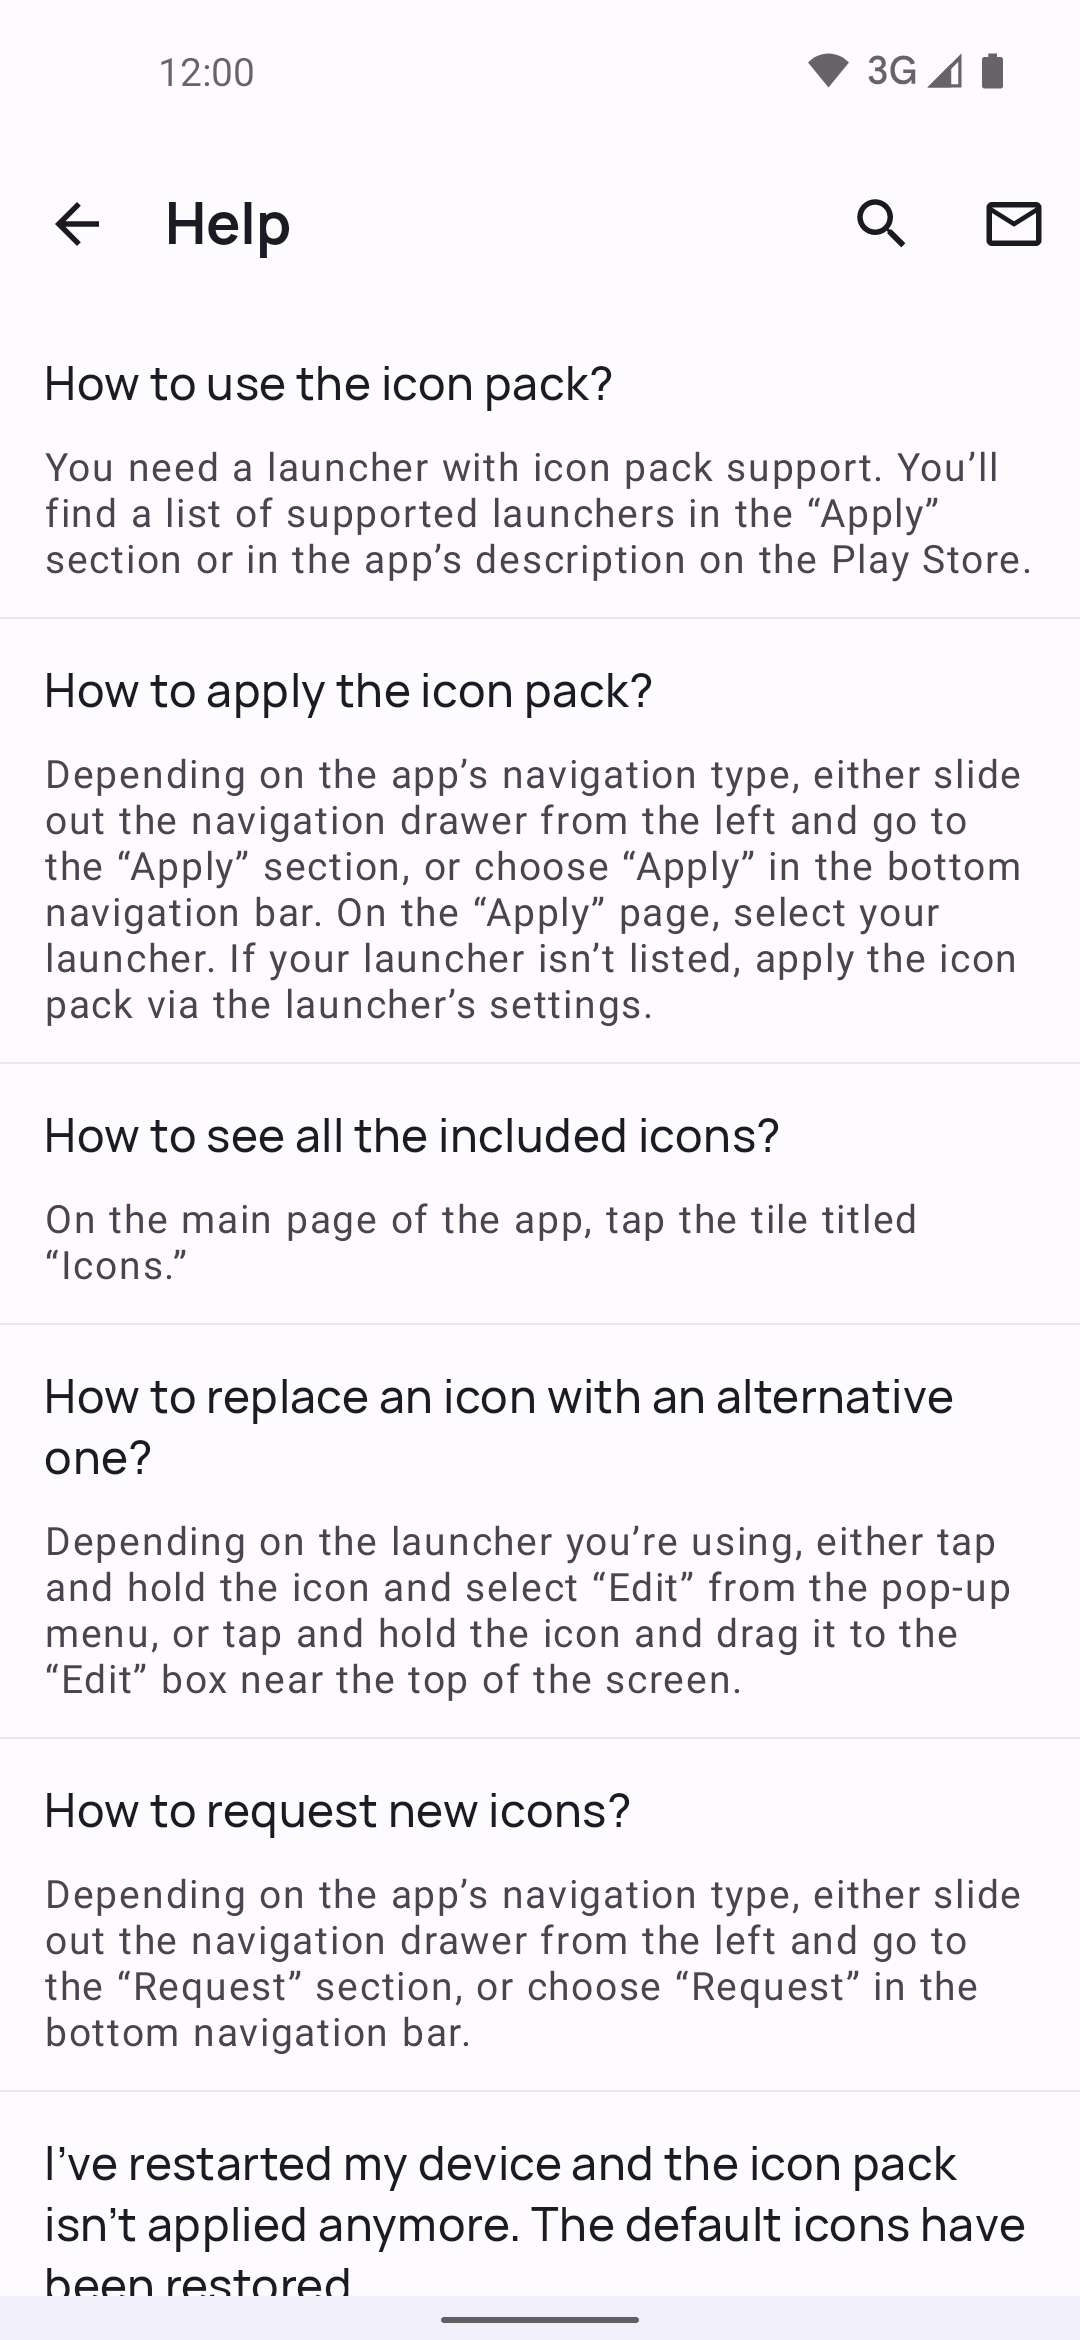 12:00
3G
Help
How to use the icon pack?
You need a launcher with icon pack support. You’ll
find a list of supported launchers in the “Apply”
section or in the app’s description on the Play Store.
How to apply the icon pack?
Depending on the app’s navigation type, either slide
out the navigation drawer from the left and go to
the “Apply” section, or choose “Apply” in the bottom
navigation bar. On the “Apply” page, select your
launcher. If your launcher isn’t listed, apply the icon
pack via the launcher’s settings.
How to see all the included icons?
On the main page of the app, tap the tile titled
“Icons.”
How to replace an icon with an alternative
one?
Depending on the launcher you’re using, either tap
and hold the icon and select “Edit” from the pop-up
menu, or tap and hold the icon and drag it to the
“Edit” box near the top of the screen.
How to request new icons?
Depending on the app’s navigation type, either slide
out the navigation drawer from the left and go to
the “Request” section, or choose “Request” in the
bottom navigation bar.
I’ve restarted my device and the icon pack
isn’t applied anymore. The default icons have
been restored